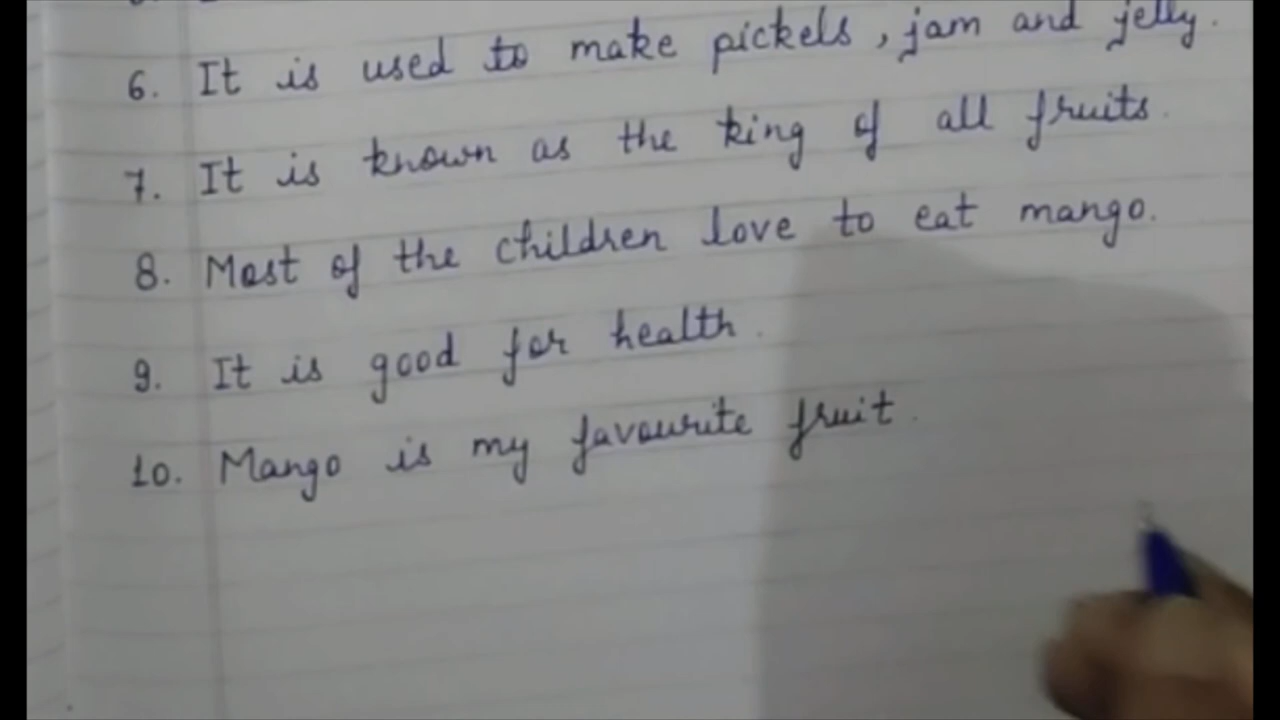 6. It is used to make pickels, jam and jelly.
7. It is known as the king of all fruits.
8. Most of the children love to eat mango.
9. It is good for health.
10. Mango is my favourite fruit.